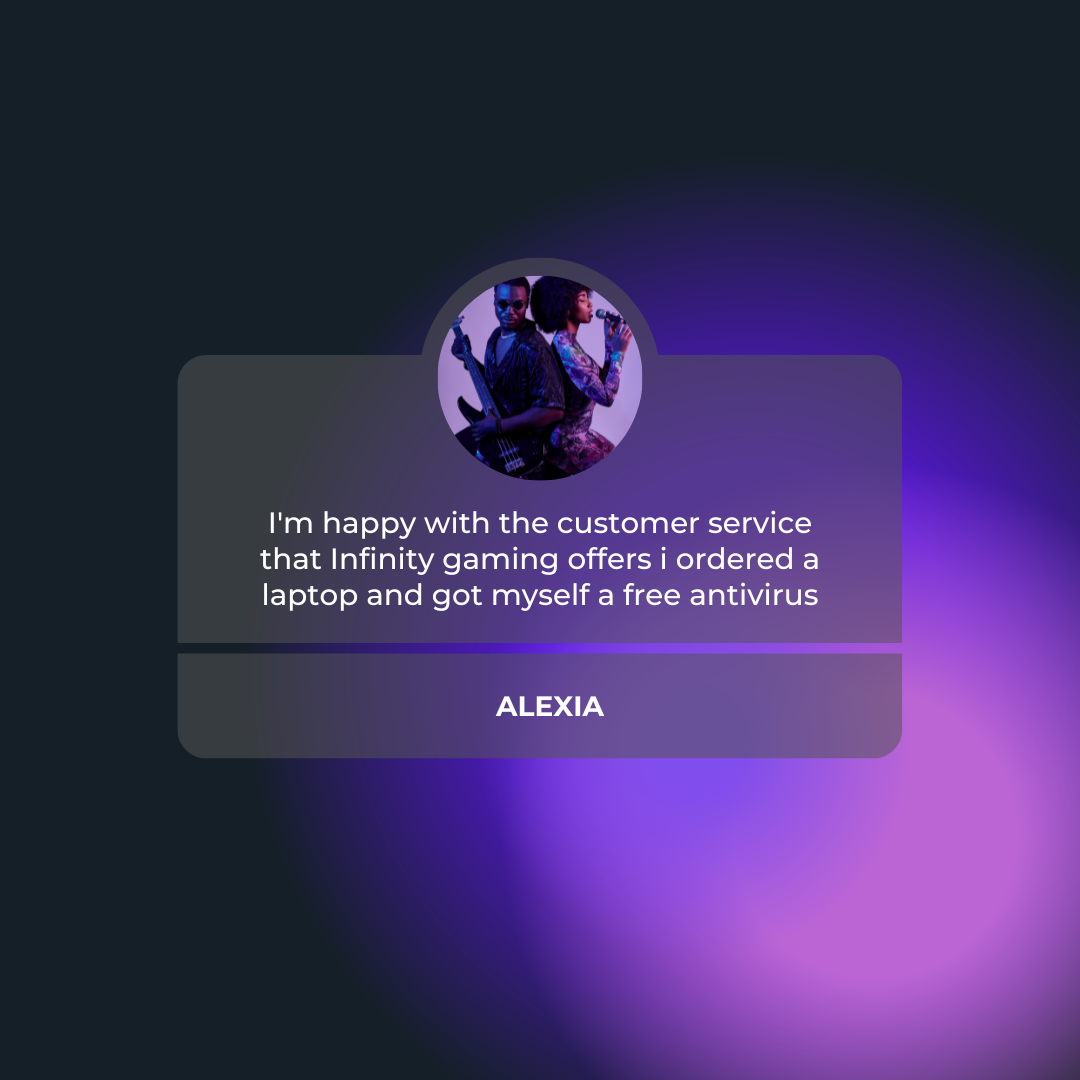 I'm happy with the customer service
that Infinity gaming offers i ordered a
laptop and got myself a free antivirus
ALEXIA